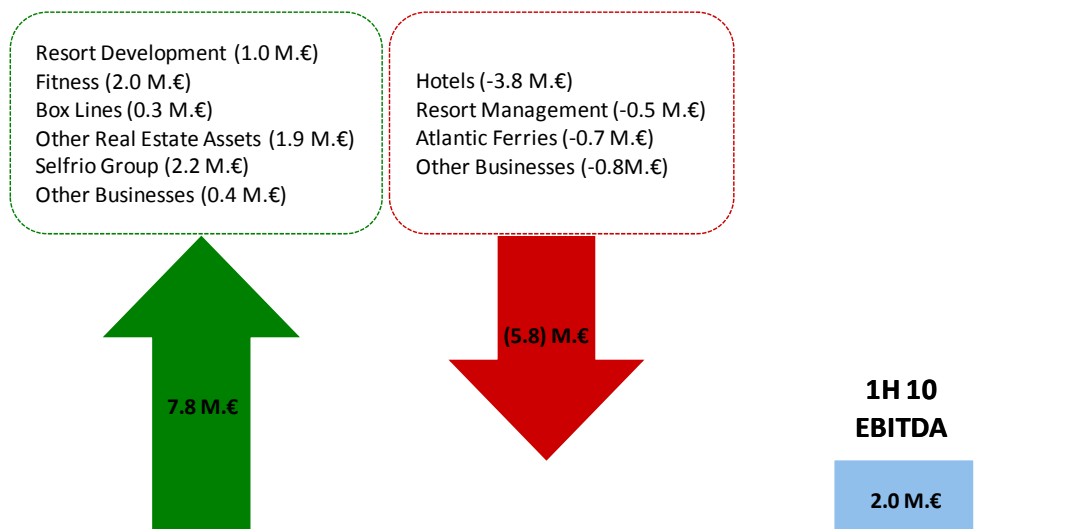 Resort Development (1.0 M.€)
Fitness (2.0 M.€)
Box Lines (0.3 M.€)
Other Real Estate Assets (1.9 M.€)
Selfrio Group (2.2 M.€)
Other Businesses (0.4 M.€)
Hotels (-3.8 M.€)
Resort Management (-0.5 M.€)
Atlantic Ferries (-0.7 M.€)
Other Businesses (-0.8M.€)
7.8 M.€
(5.8) M.€
1H 10
EBITDA
2.0 M.€